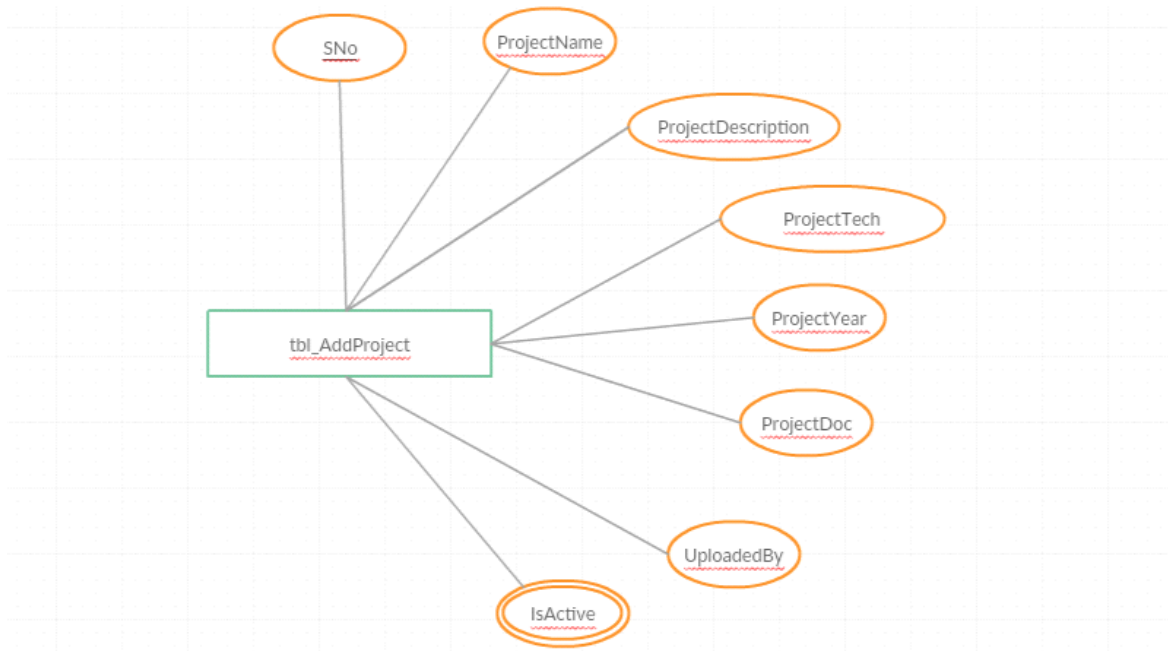 SNo
ProjectName
ProjectDescription
ProjectTech
ProjectYear
tbl_AddProject
ProjectDoc
UploadedBy
IsActive